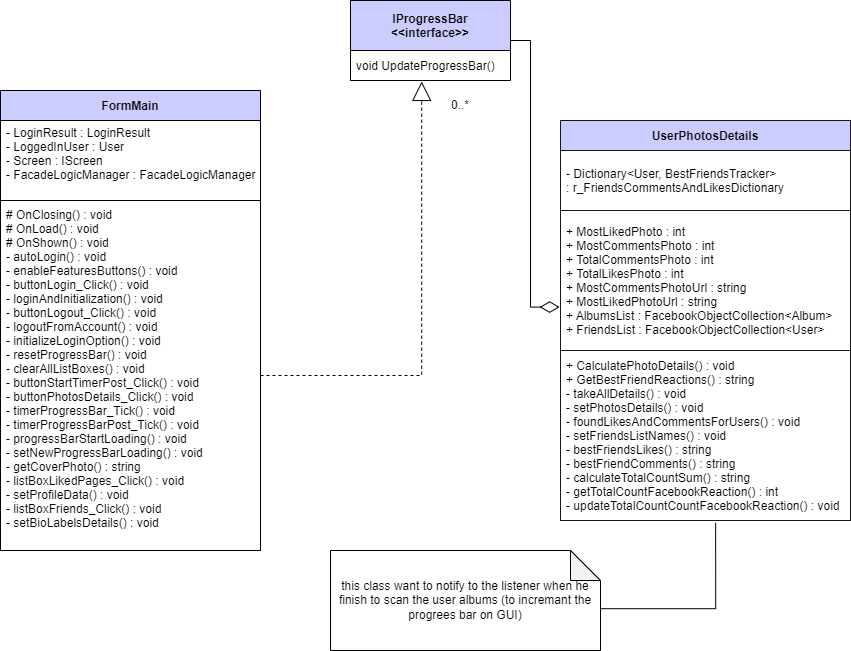 IProgressBar
<<interface>>
void UpdateProgressBar()
0..*
FormMain
- LoginResult : LoginResult
- LoggedInUser : User
- Screen : IScreen
- FacadeLogicManager : FacadeLogicManager
# OnClosing() : void
# OnLoad() : void
# OnShown() : void
- autoLogin() : void
- enableFeaturesButtons() : void
- buttonLogin_Click() : void
- loginAndInitialization() : void
- buttonLogout_Click() : void
- logoutFromAccount() : void
- initializeLoginOption() : void
- resetProgressBar() : void
- clearAllListBoxes() : void
- buttonStartTimerPost_Click() : void
- buttonPhotosDetails_Click() : void
- timerProgressBar_Tick() : void
- timerProgressBarPost_Tick() : void
- progressBarStartLoading() : void
- setNewProgressBarLoading() : void
- getCoverPhoto() : string
- listBoxLikedPages_Click() : void
- setProfileData() : void
- listBoxFriends_Click() : void
- setBioLabelsDetails() : void
UserPhotosDetails
- Dictionary<User, BestFriendsTracker>
: r_FriendsCommentsAndLikesDictionary
+ MostLikedPhoto : int
+ MostCommentsPhoto : int
+ TotalCommentsPhoto : int
+ TotalLikesPhoto : int
+ MostCommentsPhotoUrl : string
+ MostLikedPhotoUrl : string
+ AlbumsList : FacebookObjectCollection<Album>
+ FriendsList : FacebookObjectCollection<User>
+ CalculatePhotoDetails() : void
+ GetBestFriendReactions() : string
- takeAllDetails() : void
- setPhotosDetails() : void
- foundLikesAndCommentsForUsers() : void
- setFriendsListNames() : void
- bestFriendsLikes() : string
- bestFriendComments() : string
- calculateTotalCountSum() : string
- getTotalCountFacebookReaction() : int
- updateTotalCountCountFacebookReaction() : void
this class want to notify to the listener when he
finish to scan the user albums (to incremant the
progrees bar on GUI)